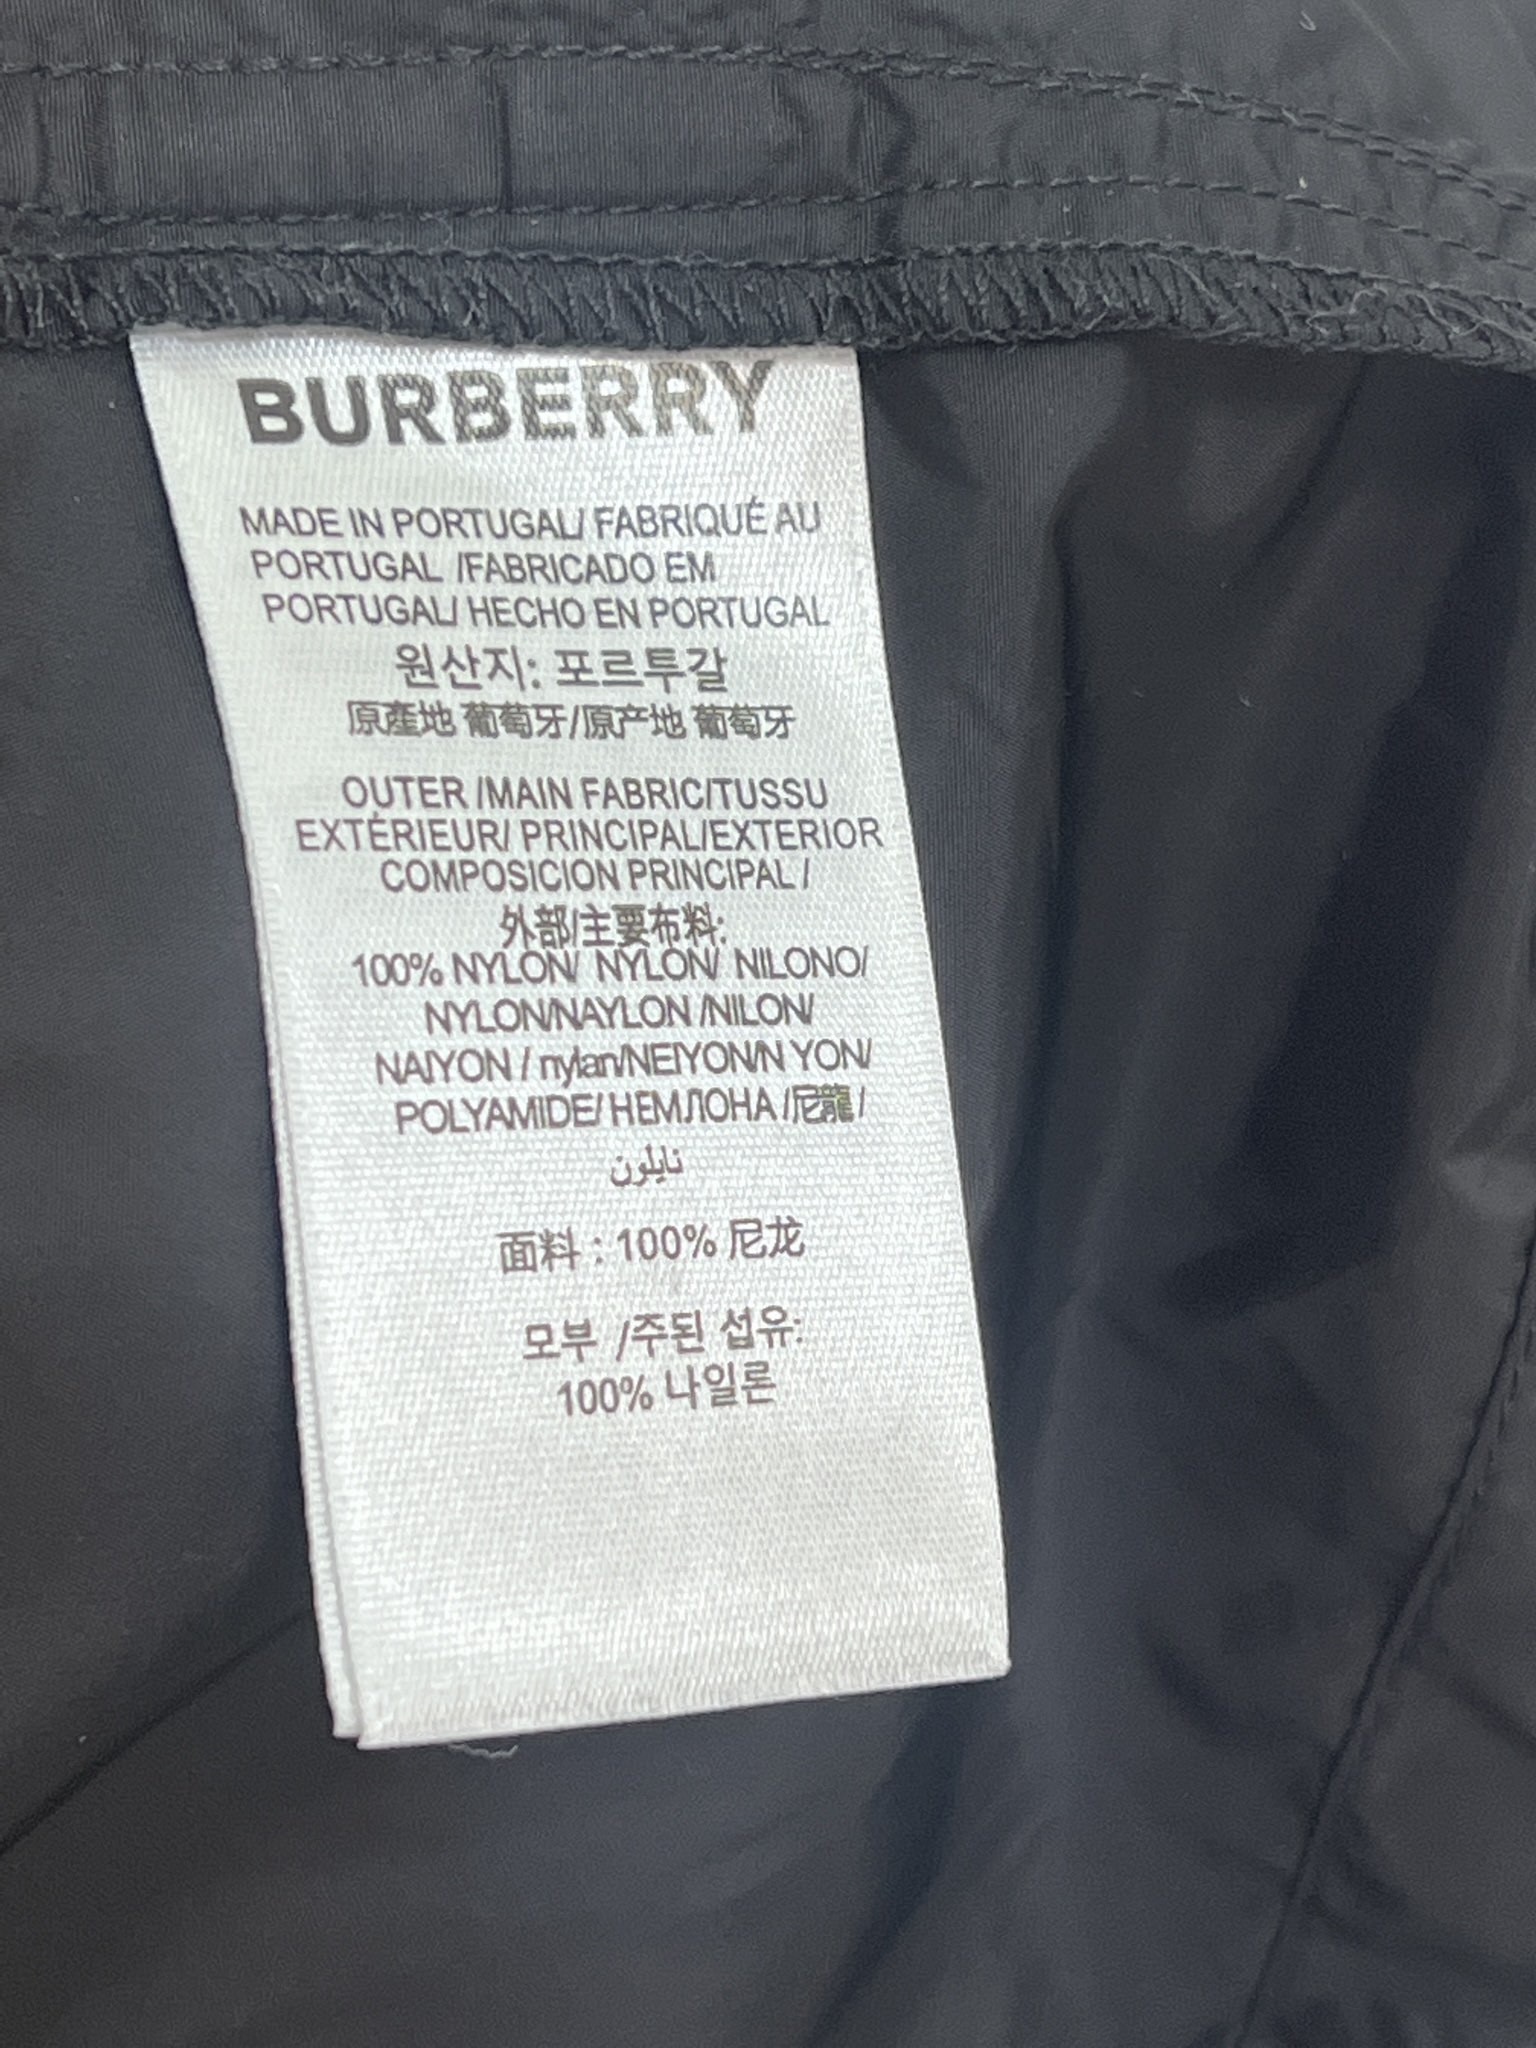 BURBERRY
MADE IN PORTUGAL/ FABRIQUÉ AU
PORTUGAL /FABRICADO EM
PORTUGAL/ HECHO EN PORTUGAL
원산지: 포르투갈
原產地 葡萄牙/原产地 葡萄牙
OUTER /MAIN FABRIC/TUSSU
EXTÉRIEUR/ PRINCIPAL/EXTERIOR
COMPOSICION PRINCIPAL /
外部/主要布料:
100% NYLON/ NYLON/ NILONO/
NYLON/NAYLON /NILON/
NAIYON / nylan/NEIYON/N YON/
POLYAMIDE/ НЕМЛОНА /尼龍 /
نايلون
面料 : 100% 尼龙
모부 /주된 섬유:
100% 나일론